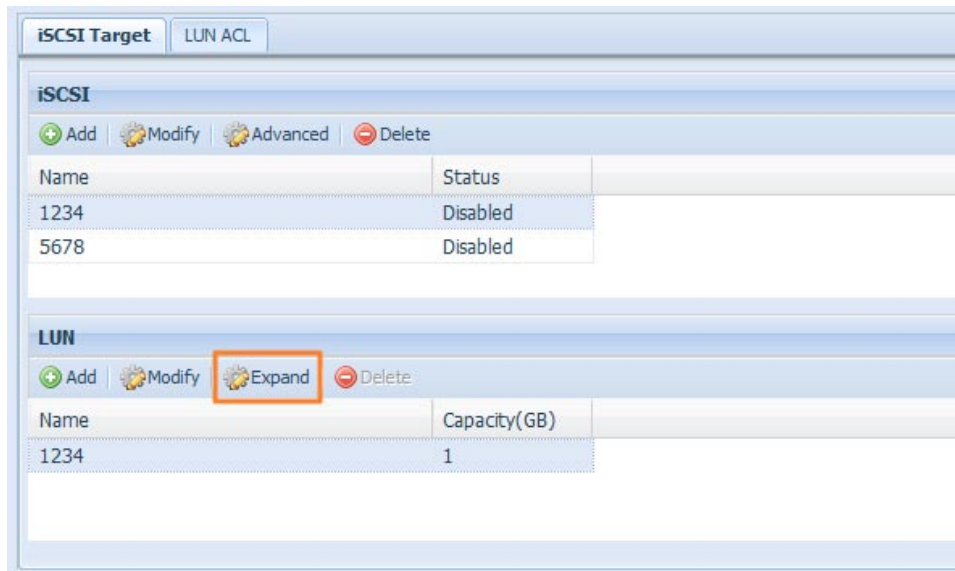 iSCSI Target LUN ACL
iSCSI
Add Modify Advanced Delete
Name Status
1234 Disabled
5678 Disabled
LUN
Add Modify Expand Delete
Name Capacity(GB)
1234 1